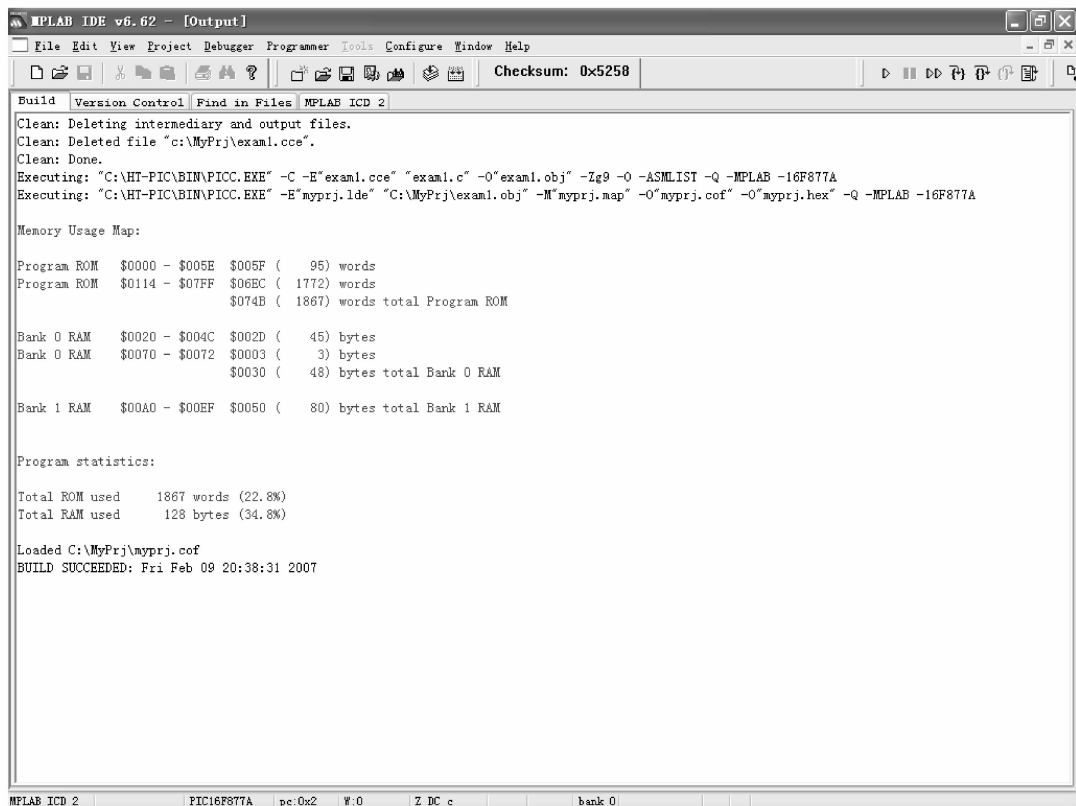 MPLAB IDE v6.62 - [Output]
File Edit View Project Debugger Programmer Tools Configure Window Help
Checksum: 0x5258
Build Version Control Find in Files MPLAB ICD 2
Clean: Deleting intermediary and output files.
Clean: Deleted file "c:\MyPrj\exam1.cce".
Clean: Done.
Executing: "C:\HT-PIC\BIN\PICC.EXE" -C -E"exam1.cce" "exam1.c" -O"exam1.obj" -Zg9 -O -ASMLIST -Q -MPLAB -16F877A
Executing: "C:\HT-PIC\BIN\PICC.EXE" -E"myprj.lde" "C:\MyPrj\exam1.obj" -M"myprj.map" -O"myprj.cof" -O"myprj.hex" -Q -MPLAB -16F877A
Memory Usage Map:
Program ROM $0000 - $005E $005F ( 95) words
Program ROM $0114 - $07FF $06EC ( 1772) words
$074B ( 1867) words total Program ROM
Bank 0 RAM $0020 - $004C $002D ( 45) bytes
Bank 0 RAM $0070 - $0072 $0003 ( 3) bytes
$0030 ( 48) bytes total Bank 0 RAM
Bank 1 RAM $00A0 - $00EF $0050 ( 80) bytes total Bank 1 RAM
Program statistics:
Total ROM used 1867 words (22.8%)
Total RAM used 128 bytes (34.8%)
Loaded C:\MyPrj\myprj.cof
BUILD SUCCEEDED: Fri Feb 09 20:38:31 2007
MPLAB ICD 2 PIC16F877A pc:0x2 W:0 Z DC c bank 0